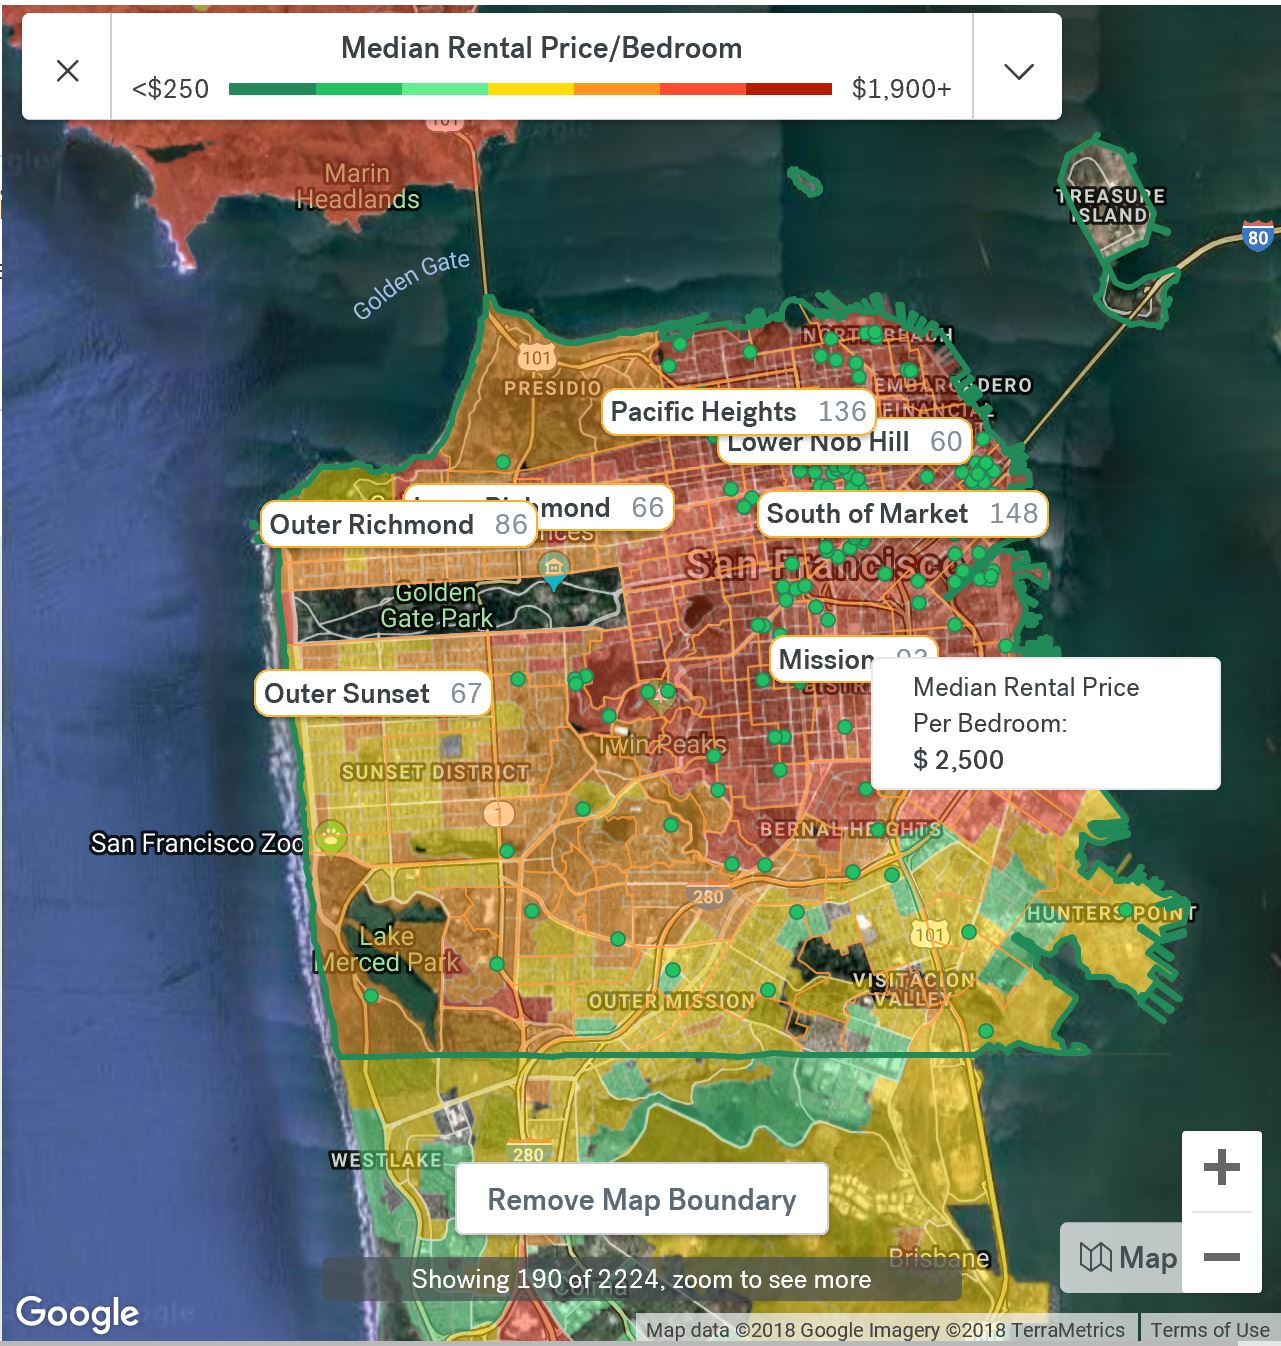 Median Rental Price/Bedroom
<$250
$1,900+
101
Marin
Headlands
TREASURE
ISLAND
80
Golden Gate
NORTH BEACH
101
PRESIDIO
EMBARCADERO
FINANCIAL
Pacific Heights 136
Lower Nob Hill 60
mond 66
Outer Richmond 86
South of Market 148
San Francisco
Golden
Gate Park
Mission 93
Outer Sunset 67
Median Rental Price
Per Bedroom:
$ 2,500
Twin Peaks
SUNSET DISTRICT
1
San Francisco Zoo
BERNAL HEIGHTS
280
HUNTERS POINT
101
Lake
Merced Park
VISITACION
VALLEY
OUTER MISSION
WESTLAKE
280
Remove Map Boundary
Brisbane
Map
Showing 190 of 2224, zoom to see more
Colma
Google
Map data ©2018 Google Imagery ©2018 TerraMetrics
Terms of Use